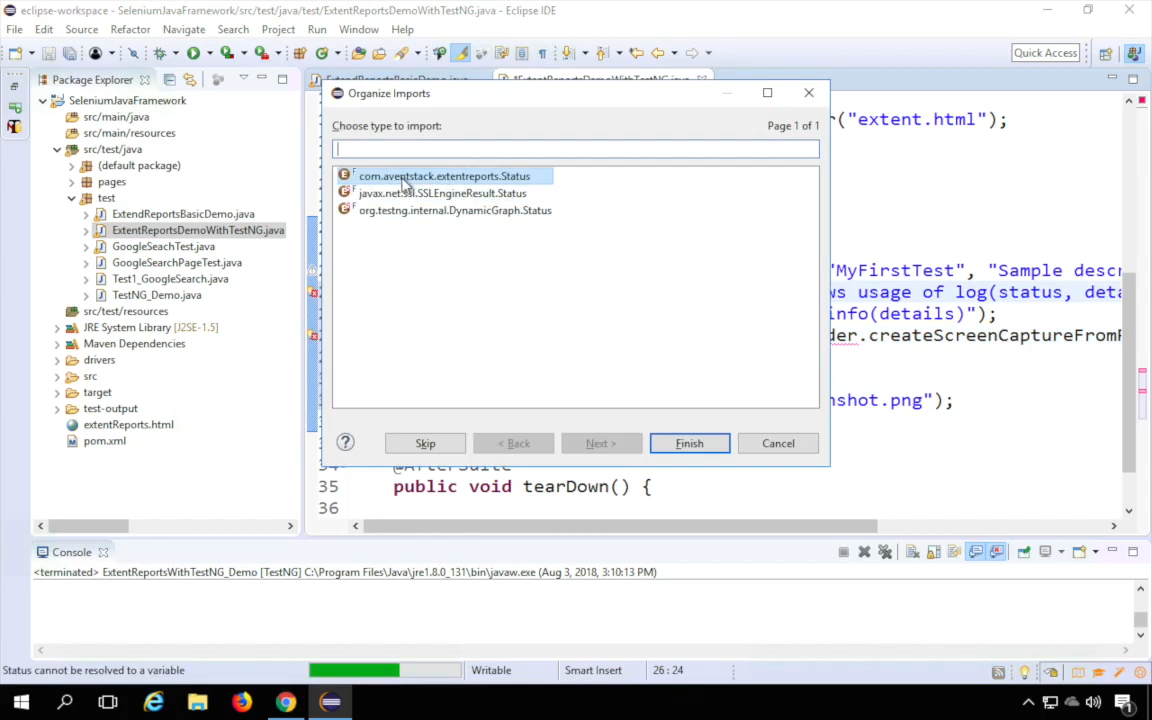 eclipse-workspace - SeleniumJavaFramework/src/test/java/test/ExtentReportsDemoWithTestNG.java - Eclipse IDE
File Edit Source Refactor Navigate Search Project Run Window Help
Quick Access
Package Explorer
ExtendReportsBasicDemo.java
*ExtentReportsDemoWithTestNG.java
SeleniumJavaFramework
src/main/java
src/main/resources
src/test/java
(default package)
pages
test
ExtendReportsBasicDemo.java
ExtentReportsDemoWithTestNG.java
GoogleSeachTest.java
GoogleSearchPageTest.java
Test1_GoogleSearch.java
TestNG_Demo.java
src/test/resources
JRE System Library [J2SE-1.5]
Maven Dependencies
drivers
src
target
test-output
extentReports.html
pom.xml
Organize Imports
Choose type to import:
Page 1 of 1
com.aventstack.extentreports.Status
javax.net.ssl.SSLEngineResult.Status
org.testng.internal.DynamicGraph.Status
Skip
< Back
Next >
Finish
Cancel
("extent.html");
"MyFirstTest", "Sample descr
ws usage of log(status, deta
info(details)");
der.createScreenCaptureFrom
nshot.png");
34 @AfterSuite
35 public void tearDown() {
36
Console
<terminated> ExtentReportsWithTestNG_Demo [TestNG] C:\Program Files\Java\jre1.8.0_131\bin\javaw.exe (Aug 3, 2018, 3:10:13 PM)
Status cannot be resolved to a variable
Writable
Smart Insert
26 : 24
1